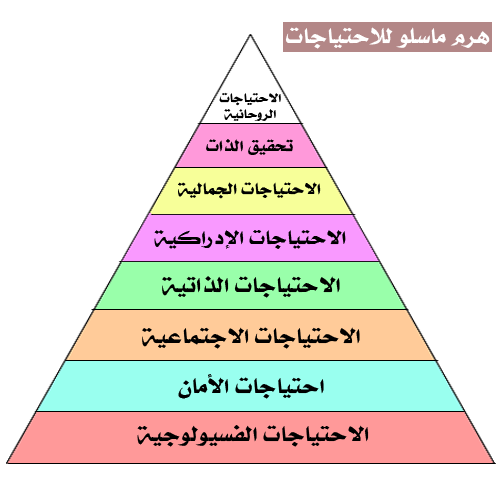 هرم ماسلو للاحتياجات
الاحتياجات
الروحانية
تحقيق الذات
الاحتياجات الجمالية
الاحتياجات الإدراكية
الاحتياجات الذاتية
الاحتياجات الاجتماعية
احتياجات الأمان
الاحتياجات الفسيولوجية